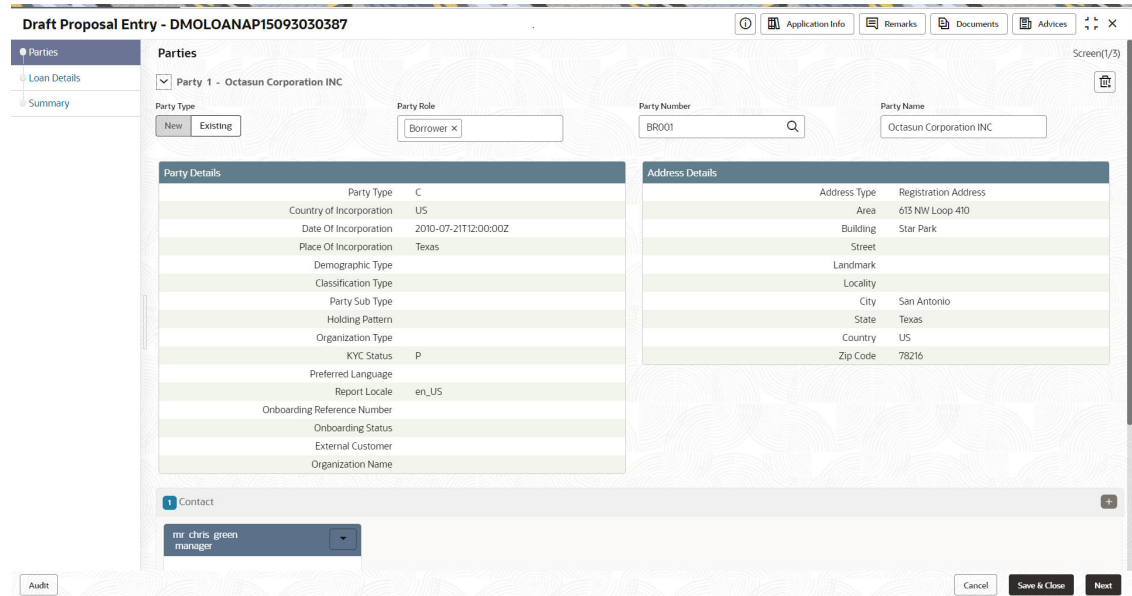 Draft Proposal Entry - DMOLOANAP15093030387
Application Info
Remarks
Documents
Advices
Parties
Loan Details
Summary
Parties
Screen(1/3)
Party 1 - Octasun Corporation INC
Party Type
Party Role
Party Number
Party Name
New
Existing
Borrower ×
BR001
Octasun Corporation INC
Party Details
Party Type C
Country of Incorporation US
Date Of Incorporation 2010-07-21T12:00:00Z
Place Of Incorporation Texas
Demographic Type
Classification Type
Party Sub Type
Holding Pattern
Organization Type
KYC Status P
Preferred Language
Report Locale en_US
Onboarding Reference Number
Onboarding Status
External Customer
Organization Name
Address Details
Address Type Registration Address
Area 613 NW Loop 410
Building Star Park
Street
Landmark
Locality
City San Antonio
State Texas
Country US
Zip Code 78216
1 Contact
mr chris green
manager
Audit
Cancel
Save & Close
Next